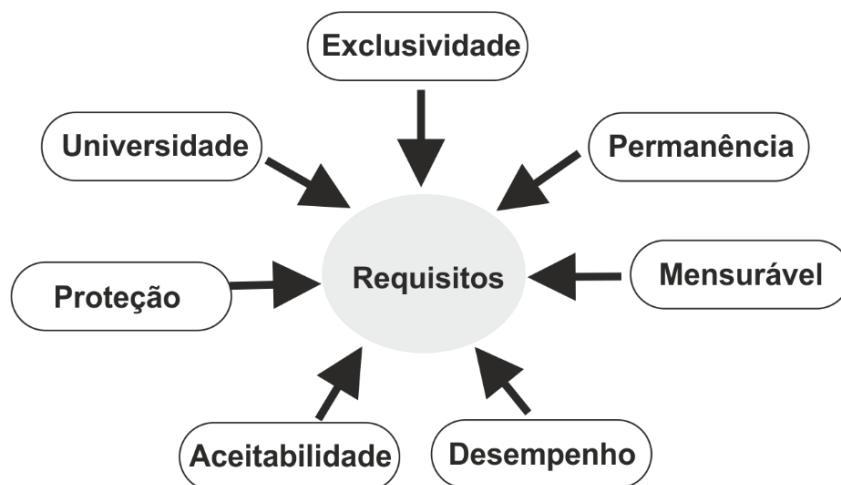 Exclusividade
Universidade
Permanência
Proteção
Requisitos
Mensurável
Aceitabilidade
Desempenho